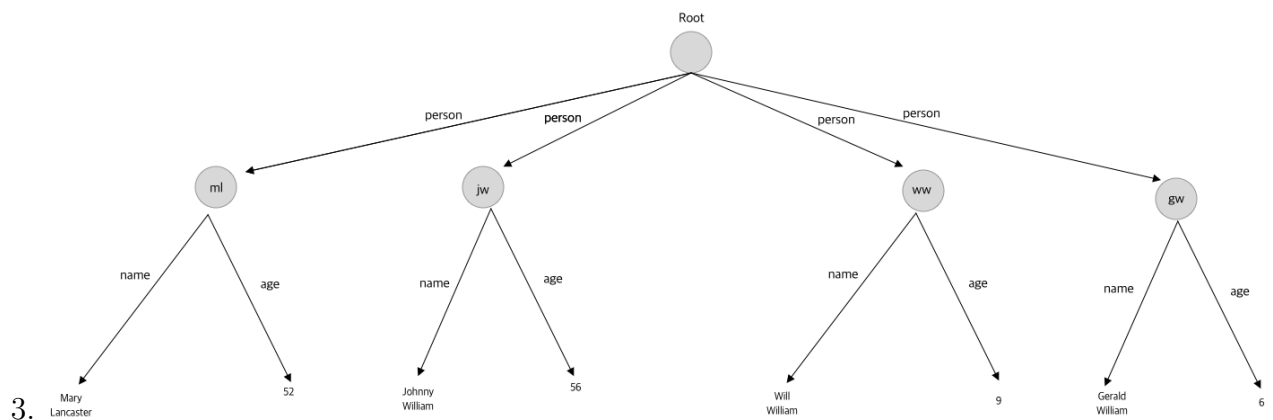 Root
person
person
person
person
ml
jw
ww
gw
name
age
name
age
name
age
name
age
Mary
Lancaster
52
Johnny
William
56
Will
William
9
Gerald
William
6
3.